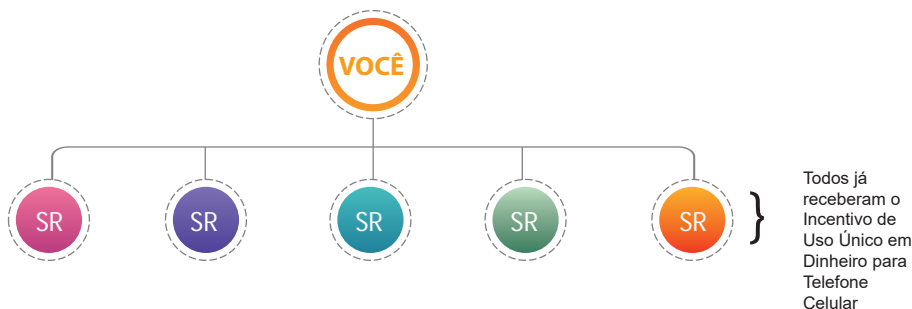 VOCÊ
SR
SR
SR
SR
SR
}
Todos já
receberam o
Incentivo de
Uso Único em
Dinheiro para
Telefone
Celular